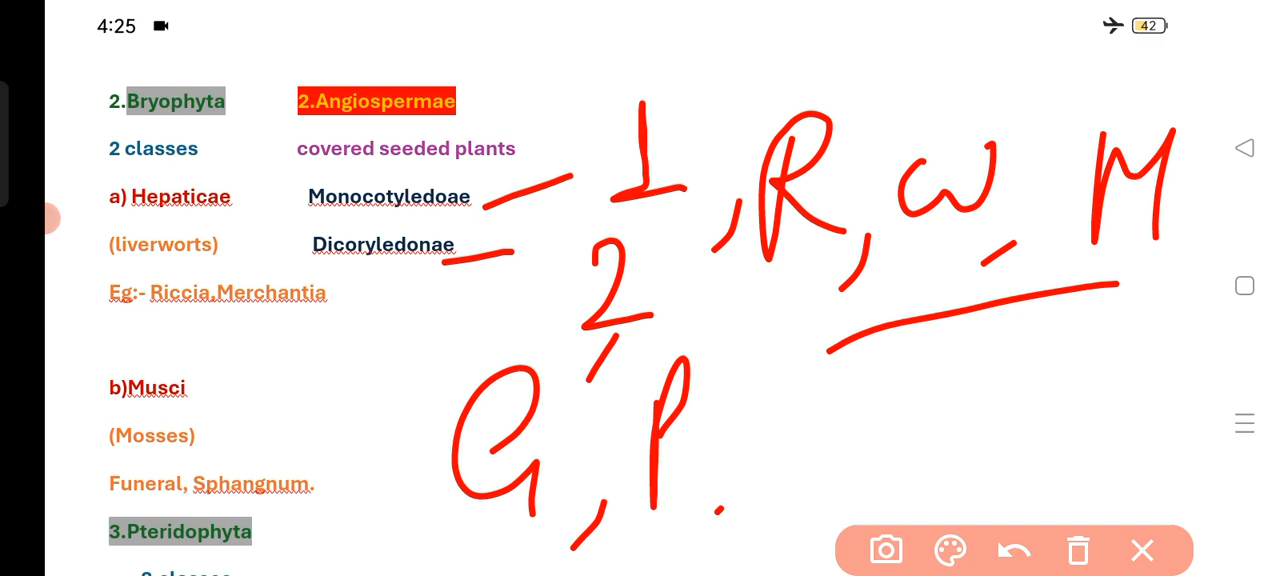 4:25 42
2.Bryophyta 2.Angiospermae
2 classes covered seeded plants
a) Hepaticae Monocotyledoae – 1, R, W, M
(liverworts) Dicoryledonae – 2,
Eg:- Riccia,Merchantia
G, P.
b)Musci
(Mosses)
Funeral, Sphangnum.
3.Pteridophyta